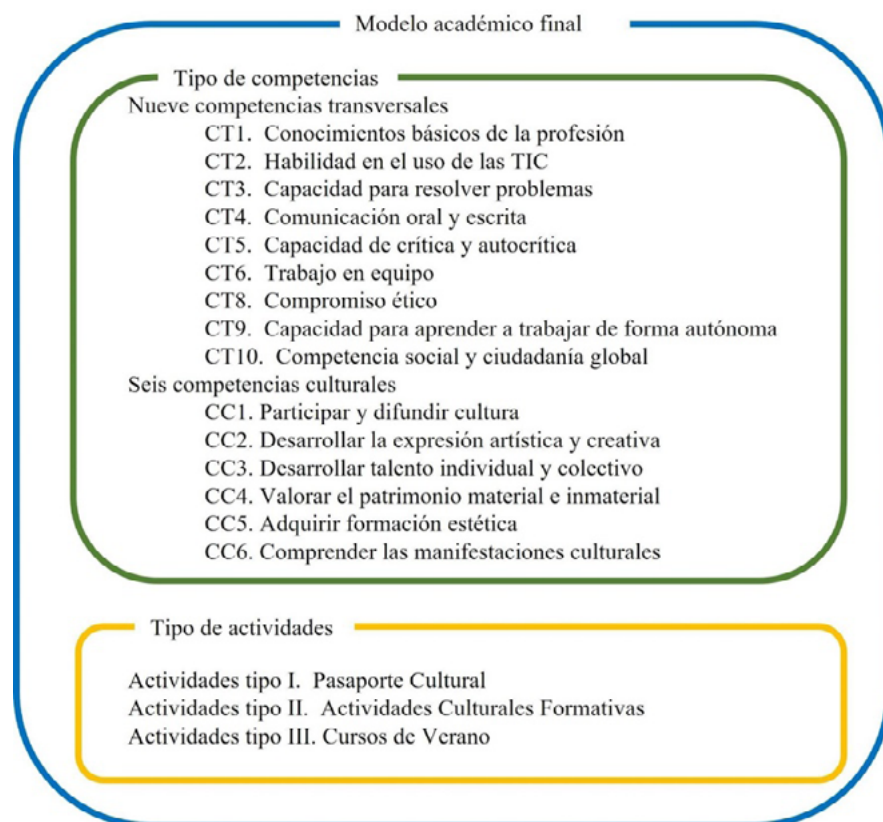 Modelo académico final
Tipo de competencias
Nueve competencias transversales
CT1. Conocimientos básicos de la profesión
CT2. Habilidad en el uso de las TIC
CT3. Capacidad para resolver problemas
CT4. Comunicación oral y escrita
CT5. Capacidad de crítica y autocrítica
CT6. Trabajo en equipo
CT8. Compromiso ético
CT9. Capacidad para aprender a trabajar de forma autónoma
CT10. Competencia social y ciudadanía global
Seis competencias culturales
CC1. Participar y difundir cultura
CC2. Desarrollar la expresión artística y creativa
CC3. Desarrollar talento individual y colectivo
CC4. Valorar el patrimonio material e inmaterial
CC5. Adquirir formación estética
CC6. Comprender las manifestaciones culturales
Tipo de actividades
Actividades tipo I. Pasaporte Cultural
Actividades tipo II. Actividades Culturales Formativas
Actividades tipo III. Cursos de Verano